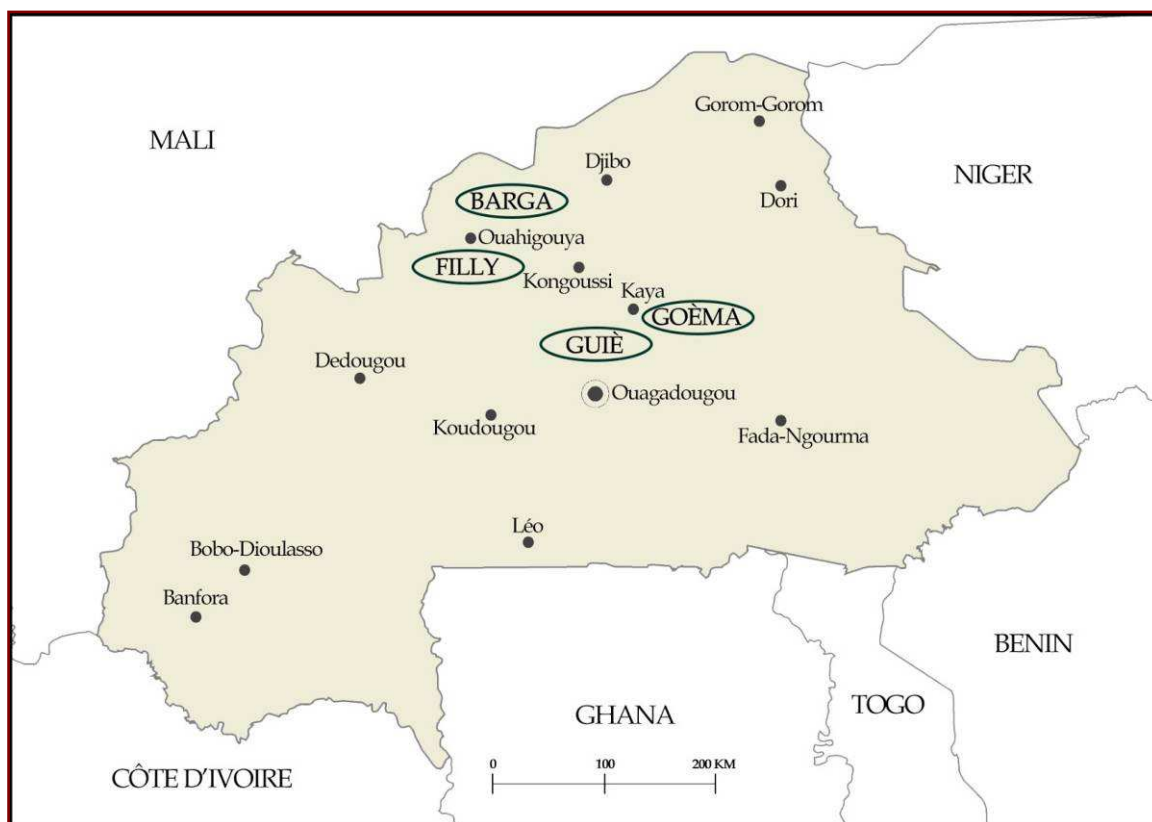 Gorom-Gorom
MALI
Djibo
NIGER
Dori
BARGA
Ouahigouya
FILLY
Kongoussi
Kaya
GOÈMA
GUIÈ
Dedougou
Ouagadougou
Koudougou
Fada-Ngourma
Léo
Bobo-Dioulasso
Banfora
BENIN
TOGO
GHANA
CÔTE D'IVOIRE
0 100 200 KM